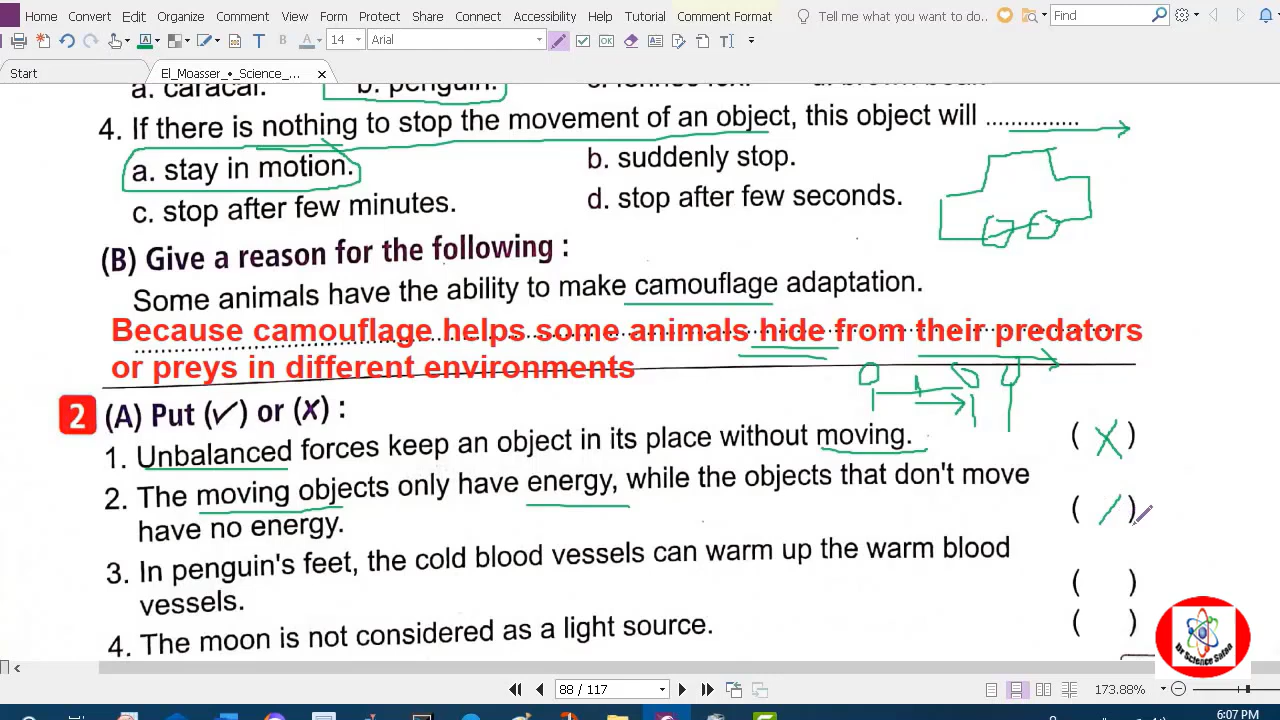 Home Convert Edit Organize Comment View Form Protect Share Connect Accessibility Help Tutorial Comment Format Tell me what you want to do... Find
14 Arial
Start El_Moasser_•_Science_...
a. caracal. b. penguin.
4. If there is nothing to stop the movement of an object, this object will ...............
a. stay in motion. b. suddenly stop.
c. stop after few minutes. d. stop after few seconds.
(B) Give a reason for the following :
Some animals have the ability to make camouflage adaptation.
Because camouflage helps some animals hide from their predators
or preys in different environments
2 (A) Put (✓) or (x) :
1. Unbalanced forces keep an object in its place without moving. ( X )
2. The moving objects only have energy, while the objects that don't move
have no energy. ( / )
3. In penguin's feet, the cold blood vessels can warm up the warm blood
vessels. ( )
4. The moon is not considered as a light source. ( )
Dr Science Safaa
88 / 117 173.88%
6:07 PM